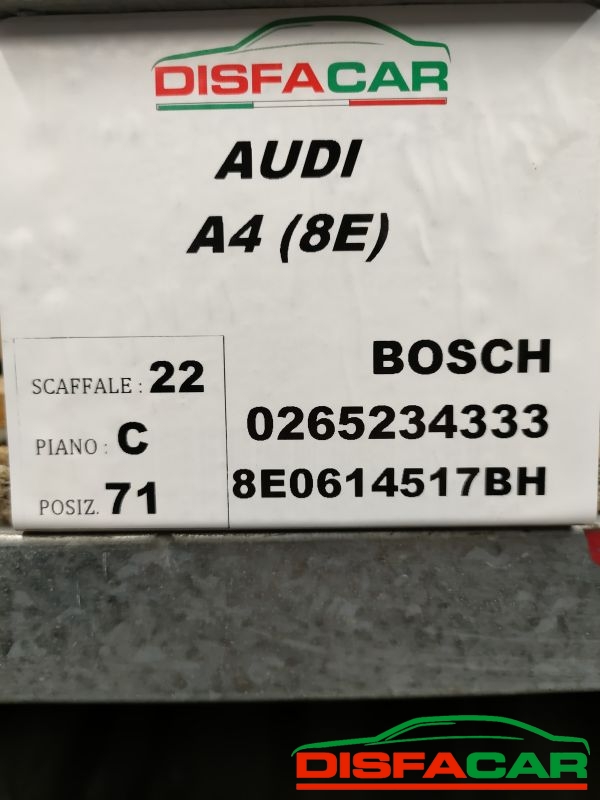 DISFACAR
AUDI
A4 (8E)
SCAFFALE : 22
PIANO : C
POSIZ. 71
BOSCH
0265234333
8E0614517BH
DISFACAR